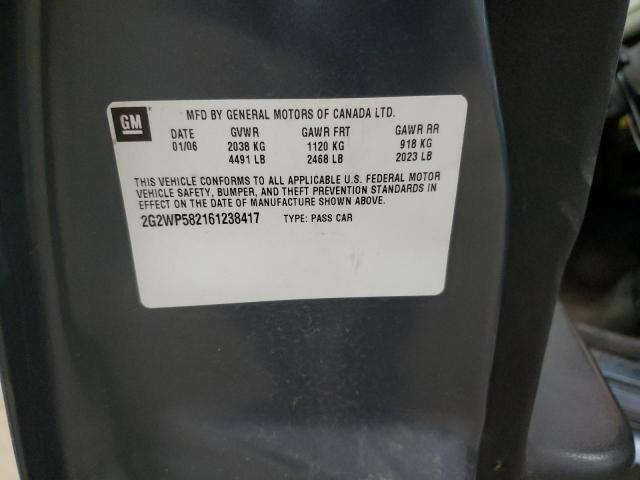 GM
MFD BY GENERAL MOTORS OF CANADA LTD.
DATE GVWR GAWR FRT GAWR RR
01/06 2038 KG 1120 KG 918 KG
4491 LB 2468 LB 2023 LB
THIS VEHICLE CONFORMS TO ALL APPLICABLE U.S. FEDERAL MOTOR
VEHICLE SAFETY, BUMPER, AND THEFT PREVENTION STANDARDS IN
EFFECT ON THE DATE OF MANUFACTURE SHOWN ABOVE.
2G2WP582161238417 TYPE: PASS CAR